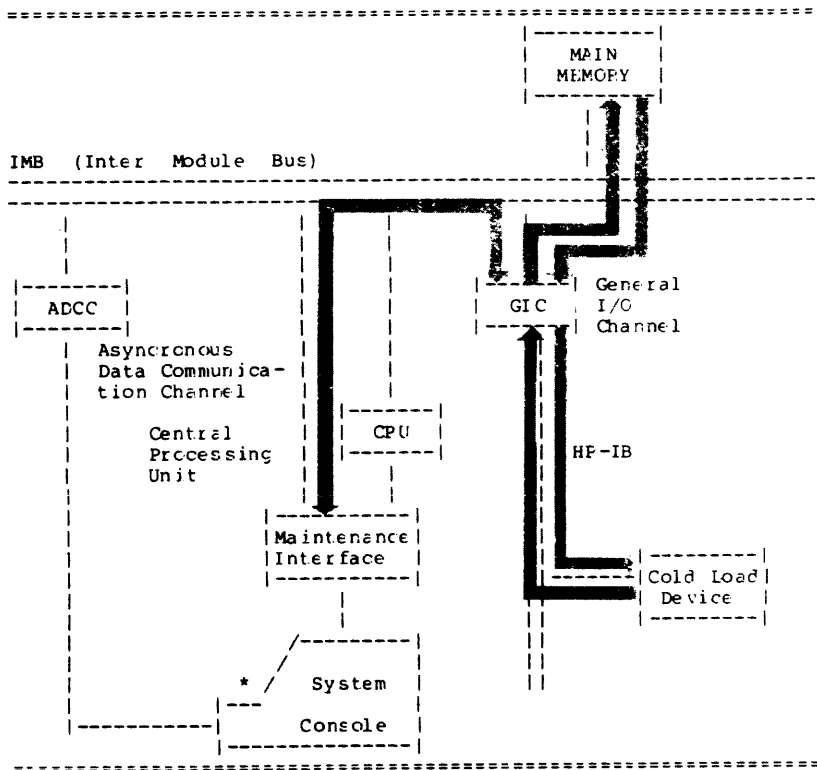 MAIN
MEMORY
IMB (Inter Module Bus)
ADCC
GIC
General
I/O
Channel
Asyncronous
Data Communica-
tion Channel
Central
Processing
Unit
CPU
HP-IB
Maintenance
Interface
Cold Load
Device
* System
Console